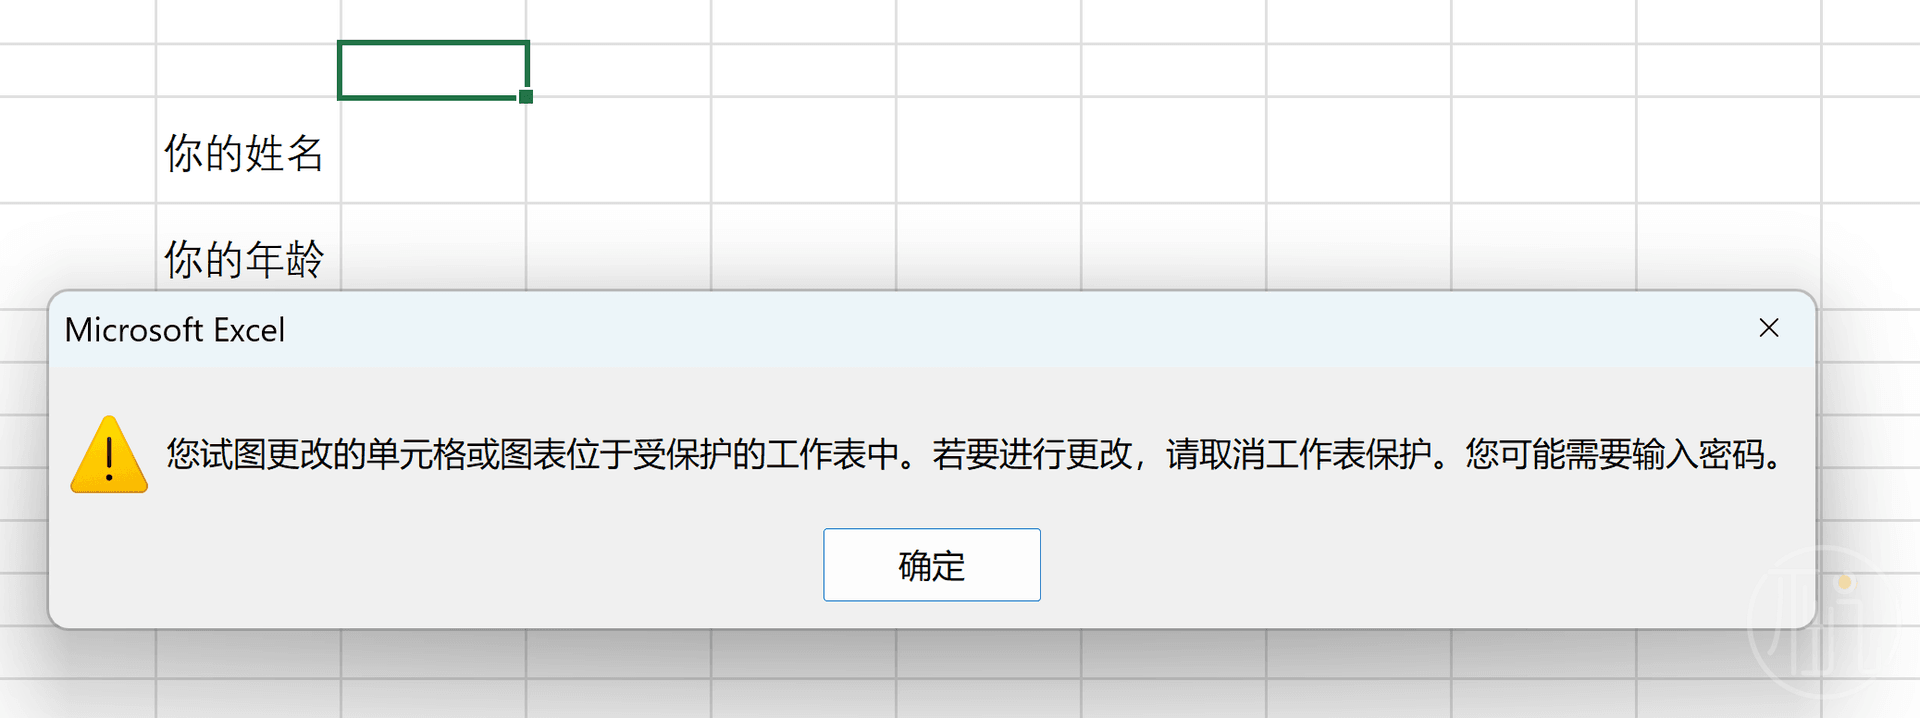 你的姓名
你的年龄
Microsoft Excel
您试图更改的单元格或图表位于受保护的工作表中。若要进行更改，请取消工作表保护。您可能需要输入密码。
确定